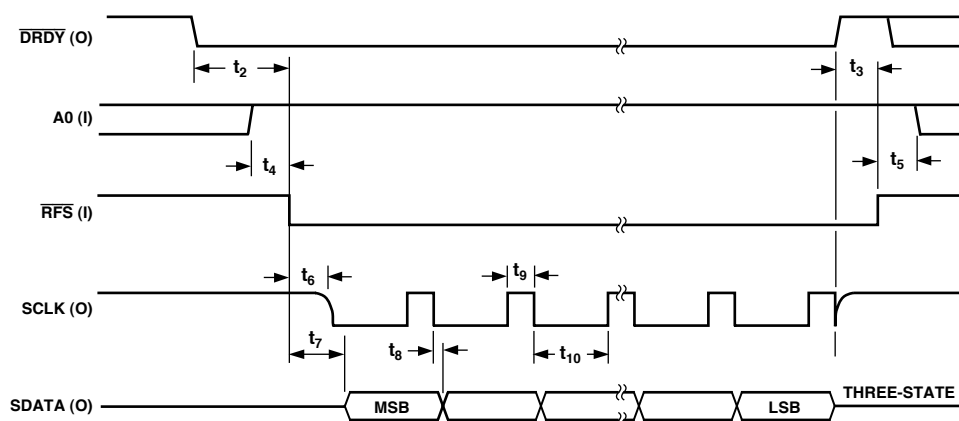 DRDY (O)
t2
t3
A0 (I)
t4
t5
RFS (I)
t6
t9
SCLK (O)
t7
t8
t10
THREE-STATE
SDATA (O)
MSB
LSB